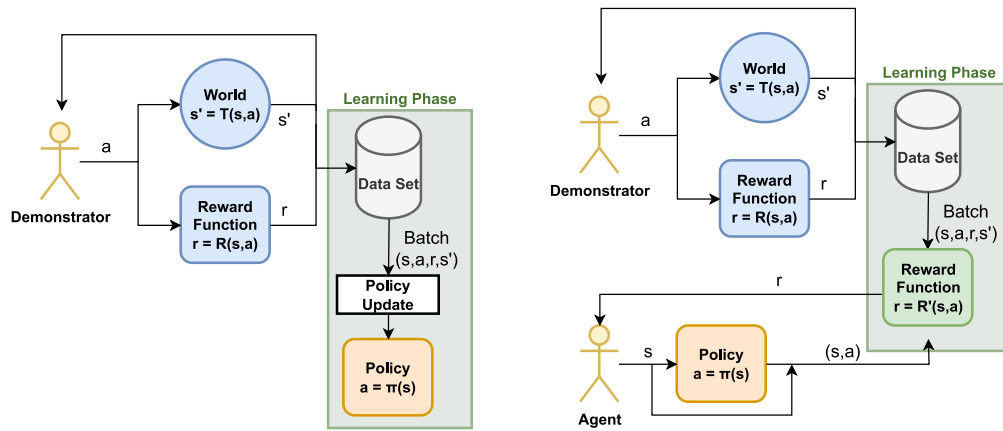 World
s' = T(s,a)
s'
Learning Phase
a
Data Set
Demonstrator
Reward
Function
r = R(s,a)
r
Batch
(s,a,r,s')
Policy
Update
Policy
a = π(s)
World
s' = T(s,a)
s'
Learning Phase
a
Data Set
Demonstrator
Reward
Function
r = R(s,a)
r
Batch
(s,a,r,s')
Reward
Function
r = R'(s,a)
r
s
Policy
a = π(s)
(s,a)
Agent